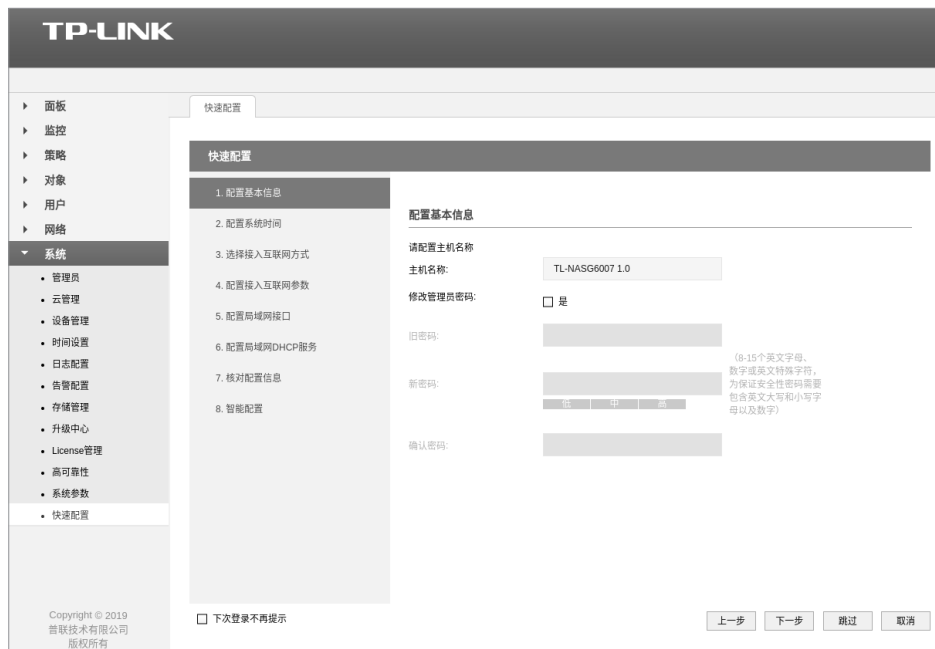 TP-LINK
面板
监控
策略
对象
用户
网络
系统
管理员
云管理
设备管理
时间设置
日志配置
告警配置
存储管理
升级中心
License管理
高可靠性
系统参数
快速配置
Copyright © 2019
普联技术有限公司
版权所有
快速配置
快速配置
1. 配置基本信息
2. 配置系统时间
3. 选择接入互联网方式
4. 配置接入互联网参数
5. 配置局域网接口
6. 配置局域网DHCP服务
7. 核对配置信息
8. 智能配置
配置基本信息
请配置主机名称
主机名称: TL-NASG6007 1.0
修改管理员密码: 是
旧密码:
新密码:
低 中 高
（8-15个英文字母、
数字或英文特殊字符，
为保证安全性密码需要
包含英文大写和小写字
母以及数字）
确认密码:
下次登录不再提示
上一步 下一步 跳过 取消